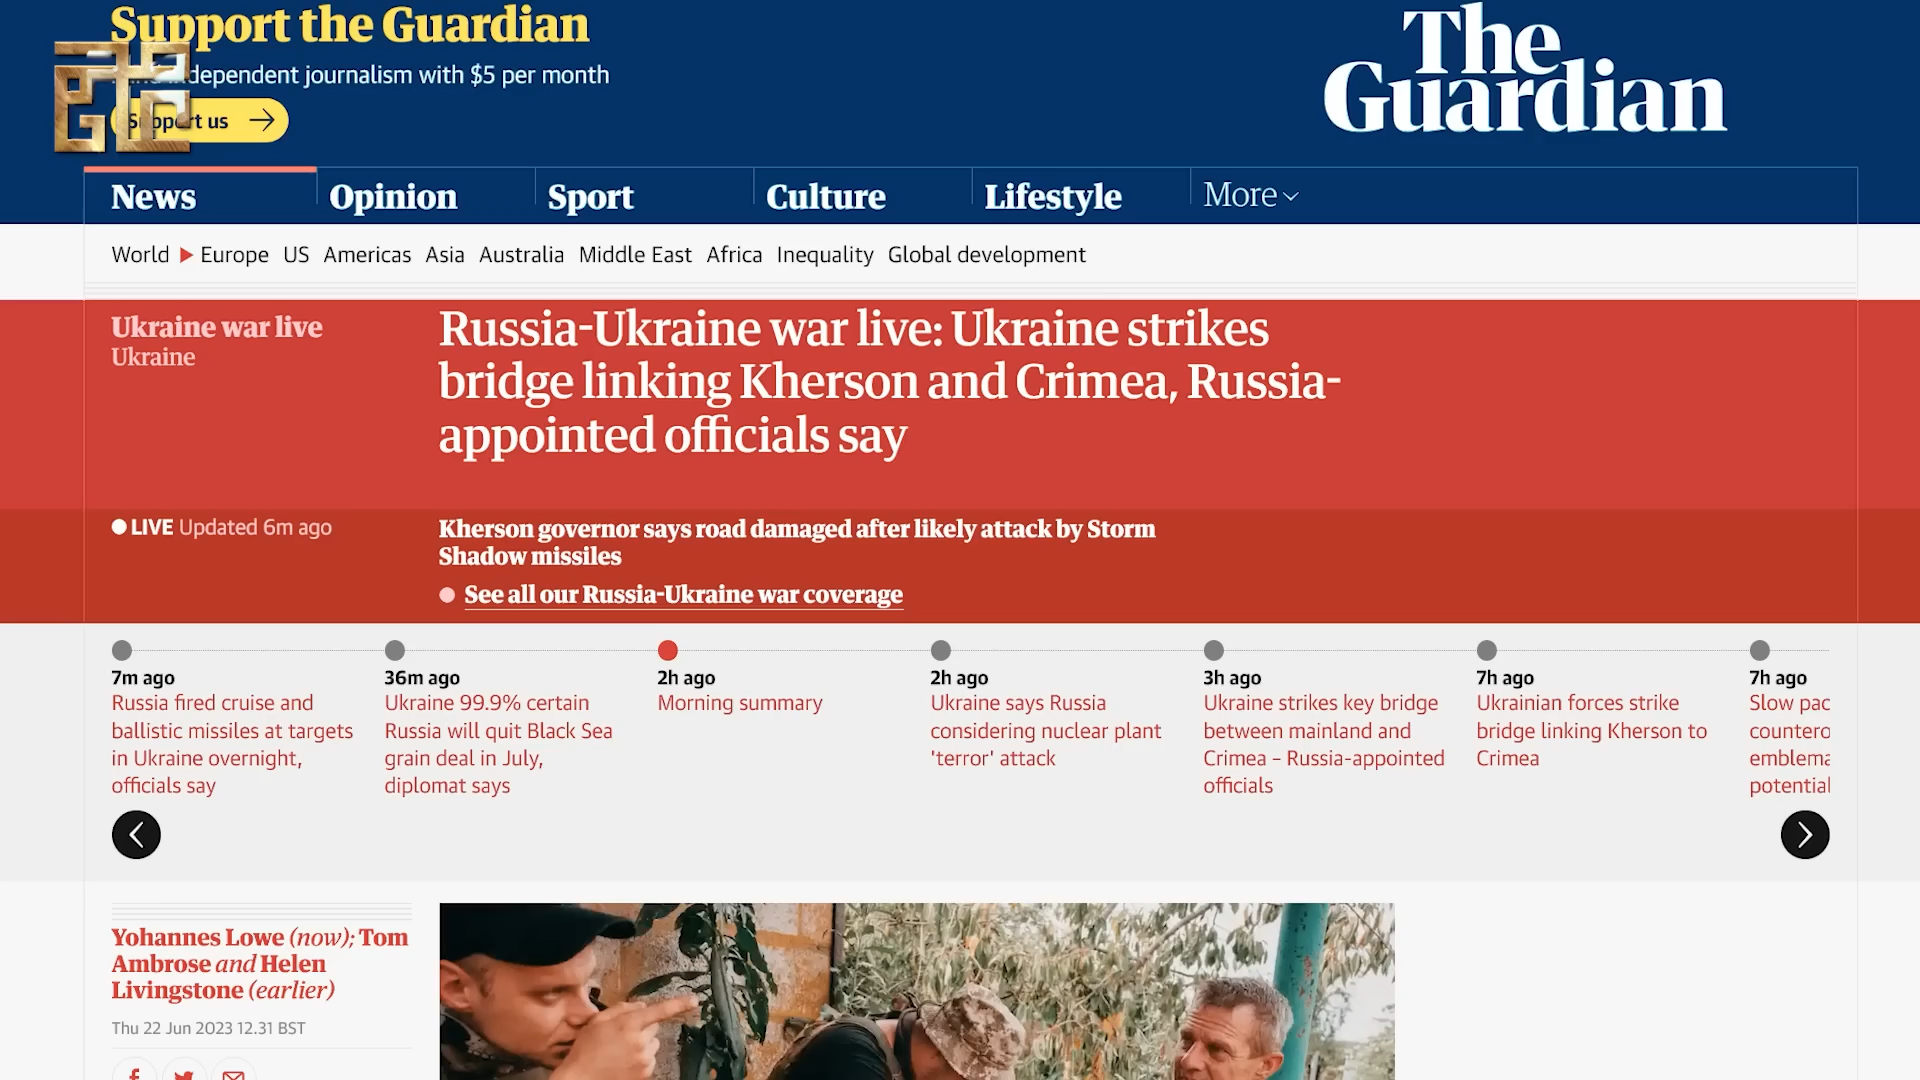 Support the Guardian
independent journalism with $5 per month
Support us
The
Guardian
News Opinion Sport Culture Lifestyle More
World Europe US Americas Asia Australia Middle East Africa Inequality Global development
Ukraine war live
Ukraine
Russia-Ukraine war live: Ukraine strikes
bridge linking Kherson and Crimea, Russia-
appointed officials say
LIVE Updated 6m ago
Kherson governor says road damaged after likely attack by Storm
Shadow missiles
See all our Russia-Ukraine war coverage
7m ago
Russia fired cruise and
ballistic missiles at targets
in Ukraine overnight,
officials say
36m ago
Ukraine 99.9% certain
Russia will quit Black Sea
grain deal in July,
diplomat says
2h ago
Morning summary
2h ago
Ukraine says Russia
considering nuclear plant
'terror' attack
3h ago
Ukraine strikes key bridge
between mainland and
Crimea – Russia-appointed
officials
7h ago
Ukrainian forces strike
bridge linking Kherson to
Crimea
7h ago
Slow pac
countero
emblema
potential
Yohannes Lowe (now); Tom
Ambrose and Helen
Livingstone (earlier)
Thu 22 Jun 2023 12.31 BST